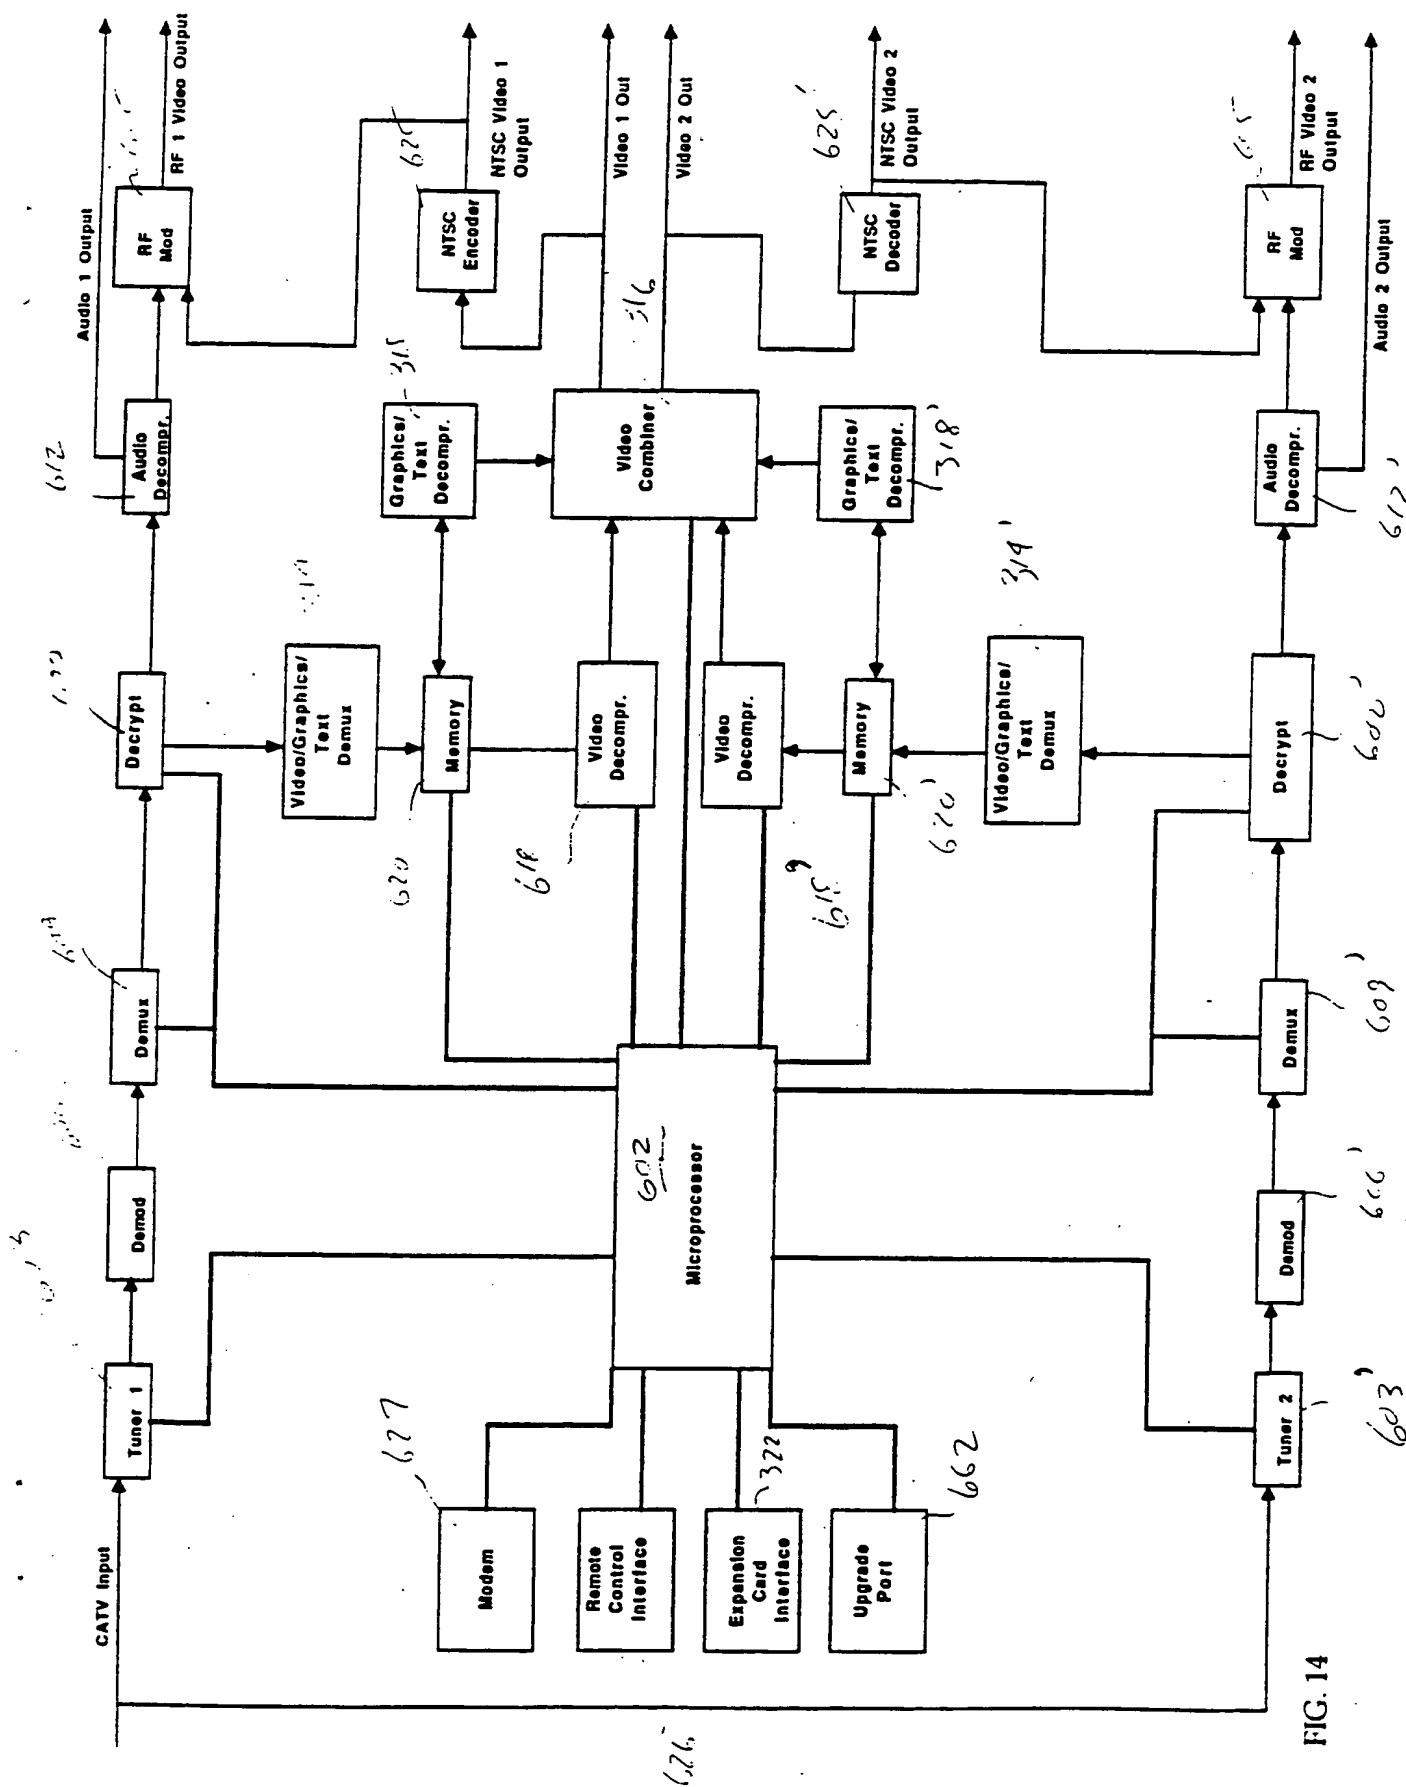 CATV Input
Tuner 1
Demod
Demux
Decrypt
Audio
Decompr.
612
Audio 1 Output
RF
Mod
RF 1 Video Output
Video/Graphics/
Text
Demux
Memory
620
Graphics/
Text
Decompr.
315
NTSC
Encoder
NTSC Video 1
Output
Video
Decompr.
618
Video
Combiner
316
Video 1 Out
Video 2 Out
Modem
627
Remote
Control
Interface
Expansion
Card
Interface
322
Upgrade
Port
662
Microprocessor
602
Video
Decompr.
Memory
620'
Graphics/
Text
Decompr.
318'
NTSC
Decoder
625'
NTSC Video 2
Output
Video/Graphics/
Text
Demux
314'
Tuner 2
603'
Demod
606'
Demux
609'
Decrypt
Audio
Decompr.
RF
Mod
RF Video 2
Output
Audio 2 Output
626
FIG. 14